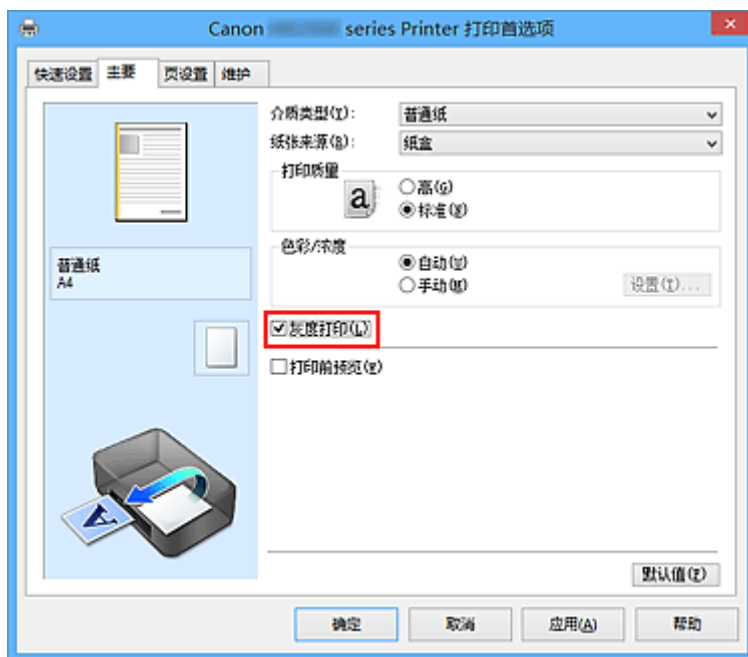 Canon series Printer 打印首选项
快速设置 主要 页设置 维护
介质类型(Y): 普通纸
纸张来源(R): 纸盒
打印质量
a
高(G)
标准(S)
普通纸
A4
色彩/浓度
自动(U)
手动(M)
设置(T)...
灰度打印(L)
打印前预览(W)
A
默认值(F)
确定 取消 应用(A) 帮助